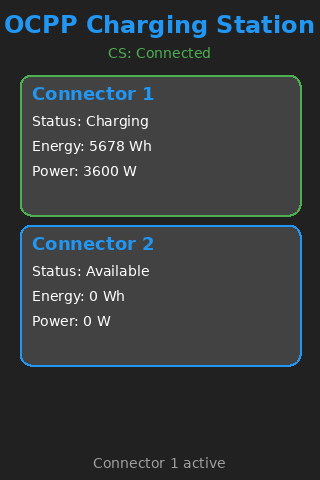 OCPP Charging Station
CS: Connected
Connector 1
Status: Charging
Energy: 5678 Wh
Power: 3600 W
Connector 2
Status: Available
Energy: 0 Wh
Power: 0 W
Connector 1 active